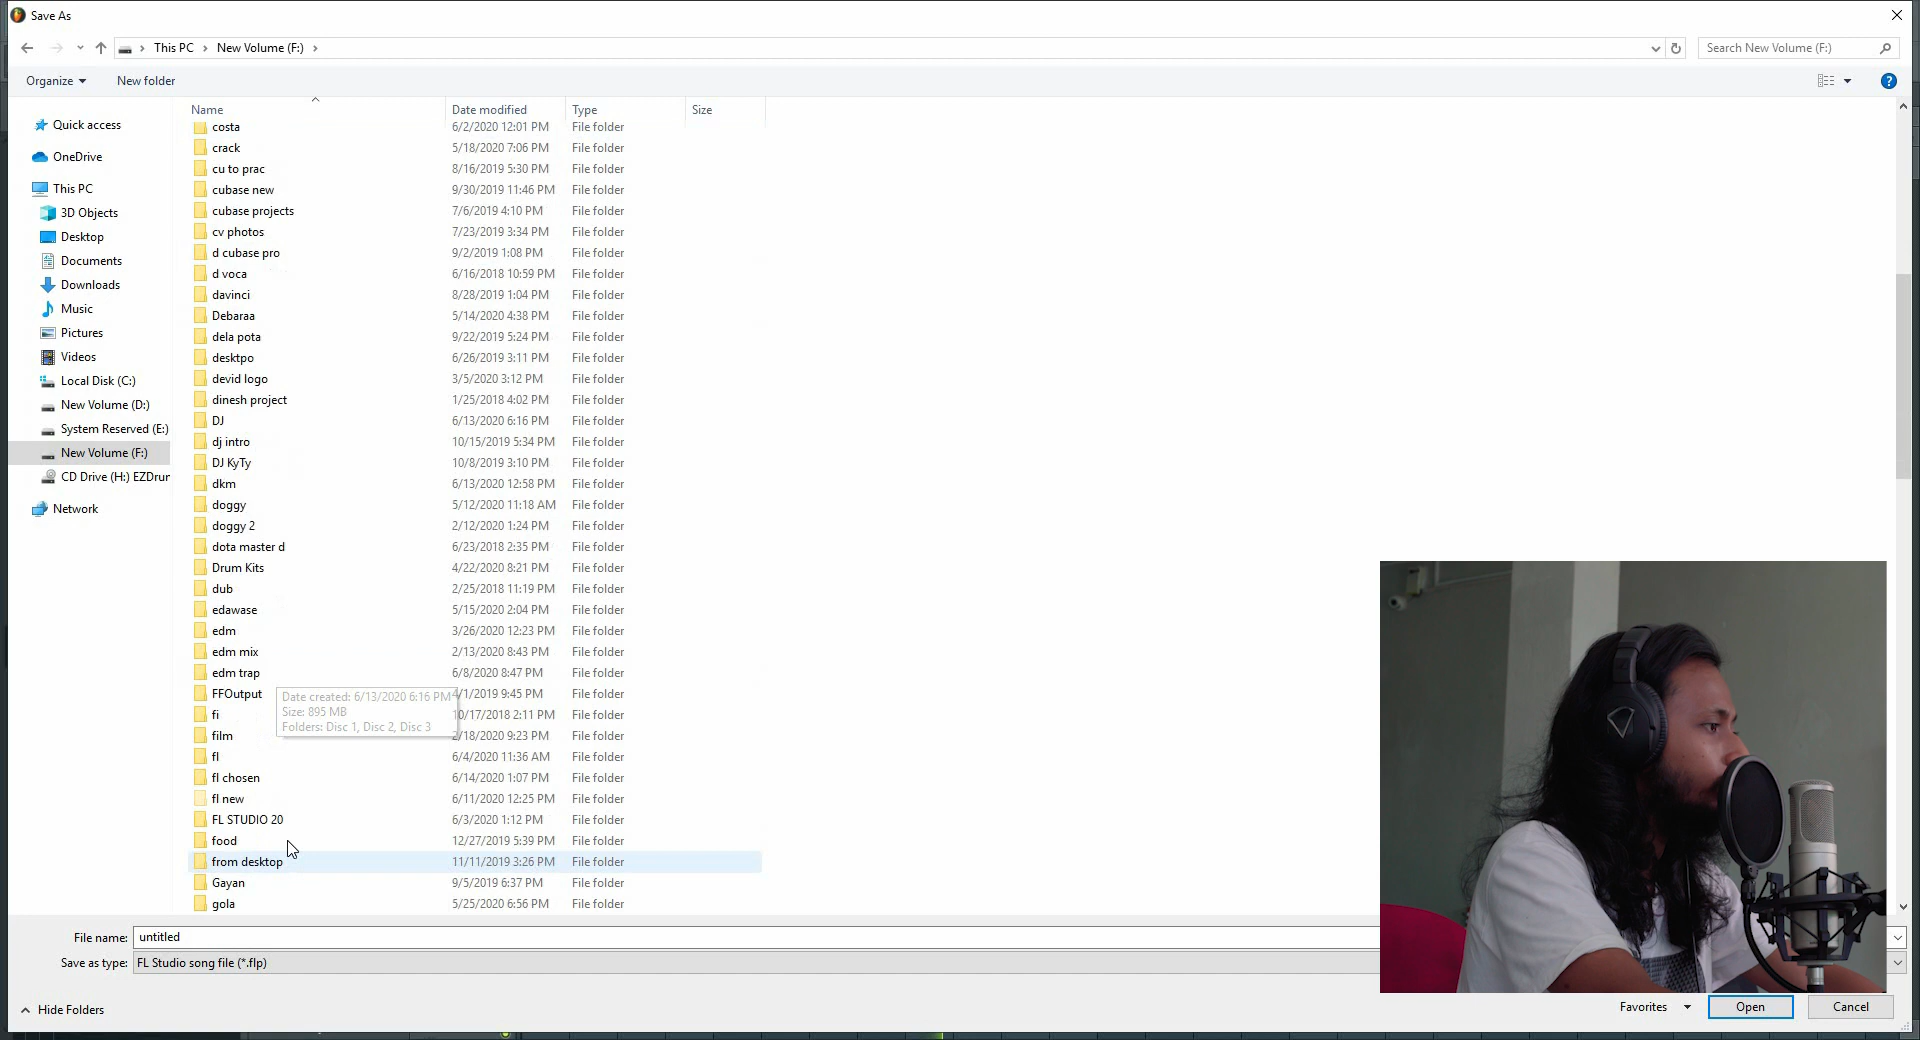 Save As
This PC
New Volume (F:)
Search New Volume (F:)
Organize
New folder
Name
Date modified
Type
Size
Quick access
OneDrive
This PC
3D Objects
Desktop
Documents
Downloads
Music
Pictures
Videos
Local Disk (C:)
New Volume (D:)
System Reserved (E:)
New Volume (F:)
CD Drive (H:) EZDrur
Network
costa 6/2/2020 12:01 PM File folder
crack 5/18/2020 7:06 PM File folder
cu to prac 8/16/2019 5:30 PM File folder
cubase new 9/30/2019 11:46 PM File folder
cubase projects 7/6/2019 4:10 PM File folder
cv photos 7/23/2019 3:34 PM File folder
d cubase pro 9/2/2019 1:08 PM File folder
d voca 6/16/2018 10:59 PM File folder
davinci 8/28/2019 1:04 PM File folder
Debaraa 5/14/2020 4:38 PM File folder
dela pota 9/22/2019 5:24 PM File folder
desktpo 6/26/2019 3:11 PM File folder
devid logo 3/5/2020 3:12 PM File folder
dinesh project 1/25/2018 4:02 PM File folder
DJ 6/13/2020 6:16 PM File folder
dj intro 10/15/2019 5:34 PM File folder
DJ KyTy 10/8/2019 3:10 PM File folder
dkm 6/13/2020 12:58 PM File folder
doggy 5/12/2020 11:18 AM File folder
doggy 2 2/12/2020 1:24 PM File folder
dota master d 6/23/2018 2:35 PM File folder
Drum Kits 4/22/2020 8:21 PM File folder
dub 2/25/2018 11:19 PM File folder
edawase 5/15/2020 2:04 PM File folder
edm 3/26/2020 12:23 PM File folder
edm mix 2/13/2020 8:43 PM File folder
edm trap 6/8/2020 8:47 PM File folder
FFOutput 4/1/2019 9:45 PM File folder
fi 10/17/2018 2:11 PM File folder
film 2/18/2020 9:23 PM File folder
fl 6/4/2020 11:36 AM File folder
fl chosen 6/14/2020 1:07 PM File folder
fl new 6/11/2020 12:25 PM File folder
FL STUDIO 20 6/3/2020 1:12 PM File folder
food 12/27/2019 5:39 PM File folder
from desktop 11/11/2019 3:26 PM File folder
Gayan 9/5/2019 6:37 PM File folder
gola 5/25/2020 6:56 PM File folder
Date created: 6/13/2020 6:16 PM
Size: 895 MB
Folders: Disc 1, Disc 2, Disc 3
File name: untitled
Save as type: FL Studio song file (*.flp)
Hide Folders
Favorites
Open
Cancel